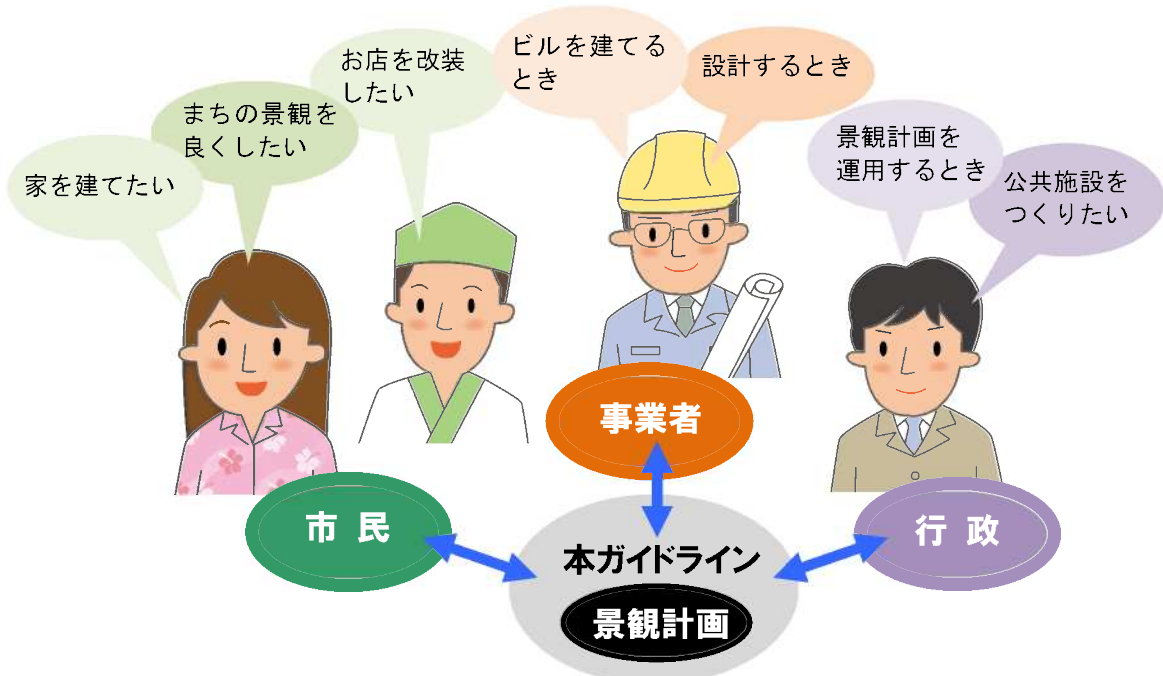 家を建てたい
まちの景観を
良くしたい
お店を改装
したい
ビルを建てる
とき
設計するとき
景観計画を
運用するとき
公共施設を
つくりたい
事業者
市民
行政
本ガイドライン
景観計画